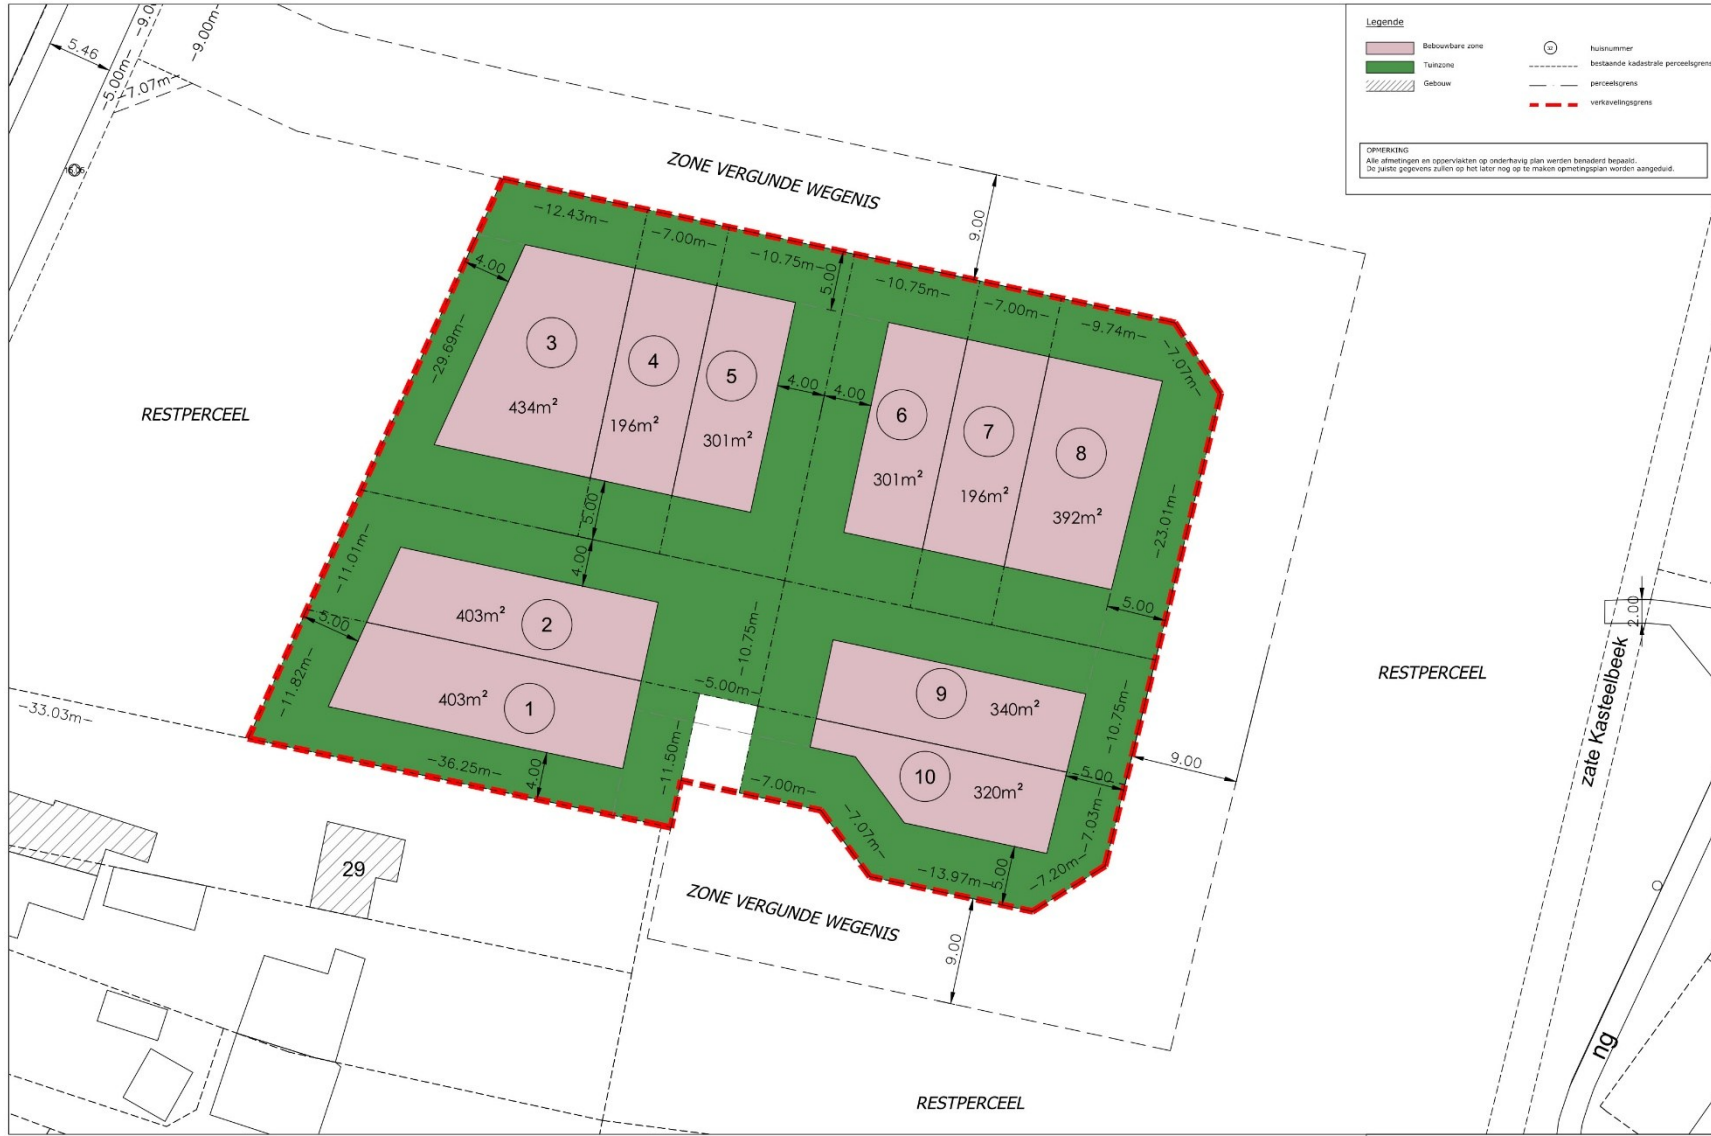 Legende
Bebouwbare zone
Tuinzone
Gebouw
huisnummer
bestaande kadastrale perceelsgrens
perceelsgrens
verkavelingsgrens
OPMERKING
Alle afmetingen en oppervlakten op onderhavig plan werden benaderd bepaald.
De juiste gegevens zullen op het later nog op te maken opmetingsplan worden aangeduid.
5.46
-5.00m-
-9.00m-
-7.07m-
ZONE VERGUNDE WEGENIS
9.00
-12.43m-
-7.00m-
-10.75m-
5.00
-10.75m-
-7.00m-
-9.74m-
-7.07m-
4.00
-29.69m-
3
434m²
4
196m²
5
301m²
4.00
4.00
6
301m²
7
196m²
8
392m²
-23.01m-
RESTPERCEEL
5.00
4.00
5.00
-11.01m-
5.00
-11.82m-
403m²
2
403m²
1
-10.75m-
-5.00m-
-11.50m-
9
340m²
10
320m²
-10.75m-
5.00
-7.03m-
9.00
-33.03m-
-36.25m-
4.00
-7.00m-
-7.07m-
-13.97m-
5.00
-7.20m-
29
ZONE VERGUNDE WEGENIS
9.00
RESTPERCEEL
2.00
zate Kasteelbeek
ng
RESTPERCEEL